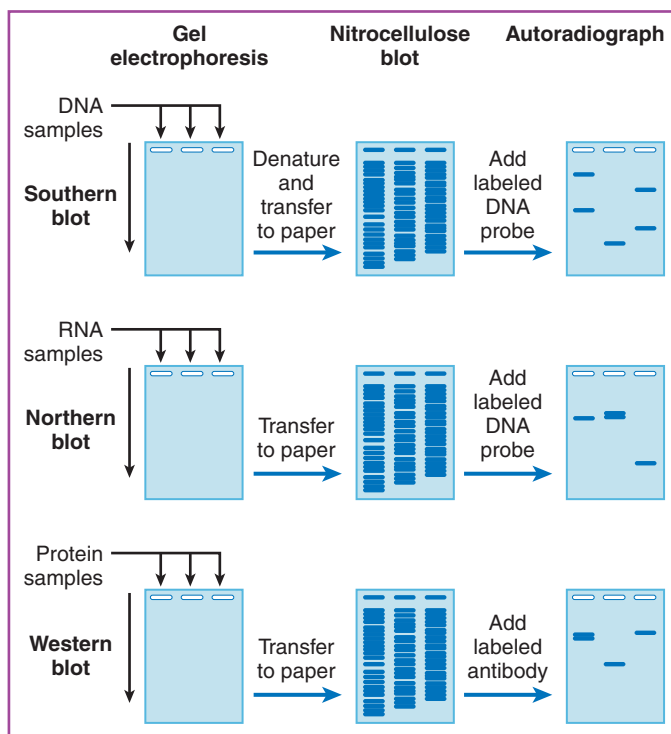 Gel
electrophoresis
Nitrocellulose
blot
Autoradiograph
DNA
samples
Southern
blot
Denature
and
transfer
to paper
Add
labeled
DNA
probe
RNA
samples
Northern
blot
Transfer
to paper
Add
labeled
DNA
probe
Protein
samples
Western
blot
Transfer
to paper
Add
labeled
antibody